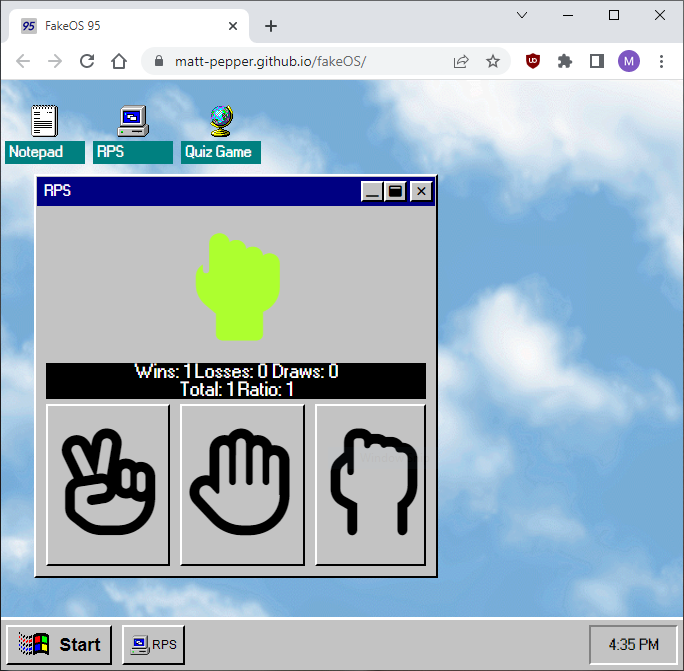 95 FakeOS 95
matt-pepper.github.io/fakeOS/
M
Notepad RPS Quiz Game
RPS
Wins: 1 Losses: 0 Draws: 0
Total: 1 Ratio: 1
Start RPS 4:35 PM